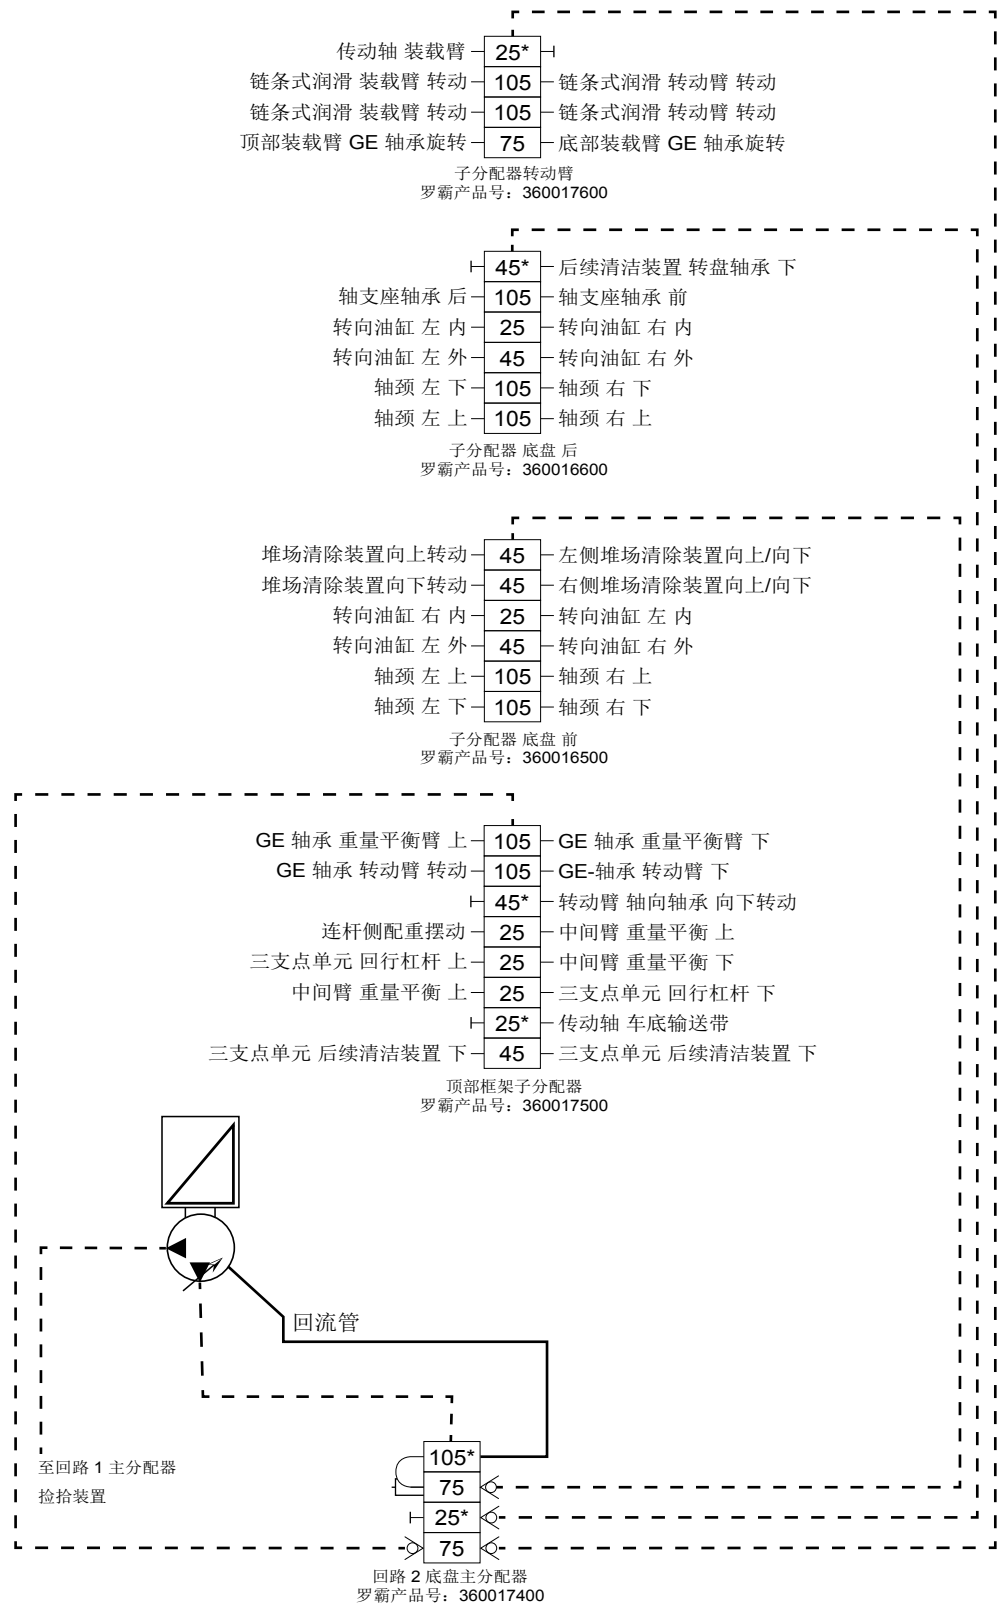 传动轴 装载臂 25*
链条式润滑 装载臂 转动 105 链条式润滑 转动臂 转动
链条式润滑 装载臂 转动 105 链条式润滑 转动臂 转动
顶部装载臂 GE 轴承旋转 75 底部装载臂 GE 轴承旋转
子分配器转动臂
罗霸产品号：360017600
45* 后续清洁装置 转盘轴承 下
轴支座轴承 后 105 轴支座轴承 前
转向油缸 左 内 25 转向油缸 右 内
转向油缸 左 外 45 转向油缸 右 外
轴颈 左 下 105 轴颈 右 下
轴颈 左 上 105 轴颈 右 上
子分配器 底盘 后
罗霸产品号：360016600
堆场清除装置向上转动 45 左侧堆场清除装置向上/向下
堆场清除装置向下转动 45 右侧堆场清除装置向上/向下
转向油缸 右 内 25 转向油缸 左 内
转向油缸 左 外 45 转向油缸 右 外
轴颈 左 上 105 轴颈 右 上
轴颈 左 下 105 轴颈 右 下
子分配器 底盘 前
罗霸产品号：360016500
GE 轴承 重量平衡臂 上 105 GE 轴承 重量平衡臂 下
GE 轴承 转动臂 转动 105 GE-轴承 转动臂 下
45* 转动臂 轴向轴承 向下转动
连杆侧配重摆动 25 中间臂 重量平衡 上
三支点单元 回行杠杆 上 25 中间臂 重量平衡 下
中间臂 重量平衡 上 25 三支点单元 回行杠杆 下
25* 传动轴 车底输送带
三支点单元 后续清洁装置 下 45 三支点单元 后续清洁装置 下
顶部框架子分配器
罗霸产品号：360017500
回流管
至回路 1 主分配器
捡拾装置
105*
75
25*
75
回路 2 底盘主分配器
罗霸产品号：360017400